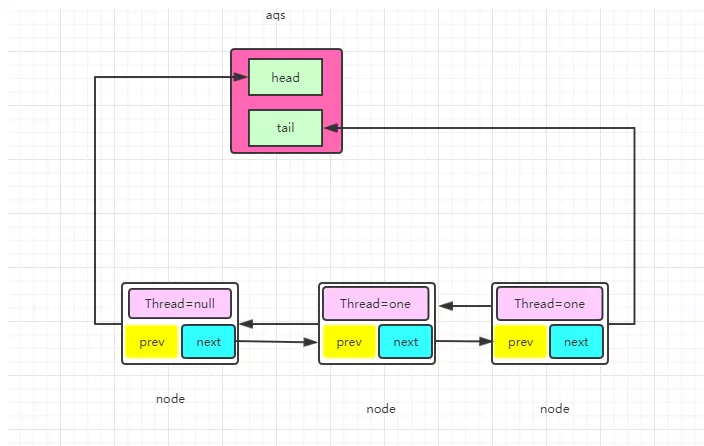 aqs
head
tail
Thread=null
Thread=one
Thread=one
prev
next
prev
next
prev
next
node
node
node